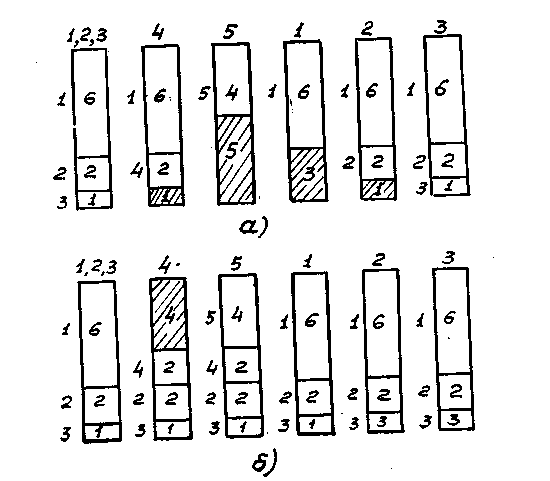 1,2,3 4 5 1 2 3
1 6 1 6 5 4 1 6 1 6 1 6
2 2 4 2 5 3 2 2 2 2
3 1 1 1 3 1
а)
1,2,3 4 5 1 2 3
1 6 4 5 4 1 6 1 6 1 6
4 2 4 2
2 2 2 2 2 2 2 2 2 2 2 2
3 1 3 1 3 1 3 1 3 3 3 3
б)